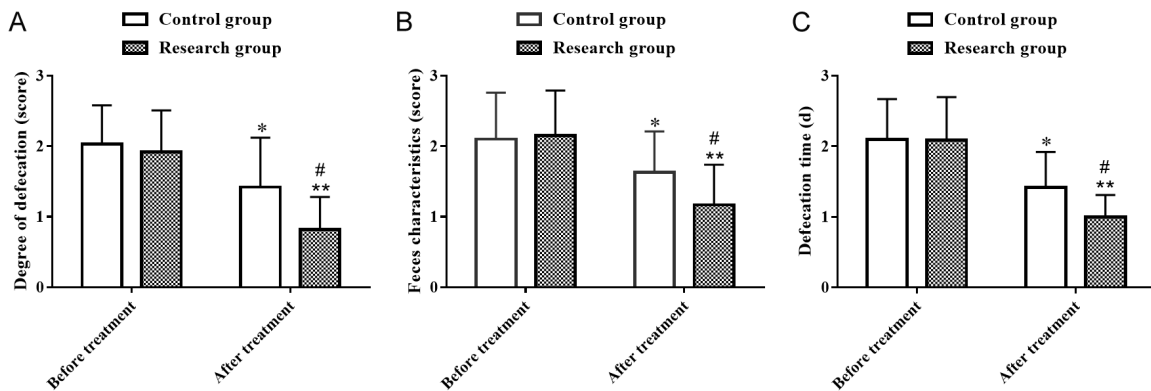 A
Control group
Research group
Degree of defecation (score)
3
2
1
0
*
#
**
Before treatment
After treatment
B
Control group
Research group
Feces characteristics (score)
3
2
1
0
*
#
**
Before treatment
After treatment
C
Control group
Research group
Defecation time (d)
3
2
1
0
*
#
**
Before treatment
After treatment